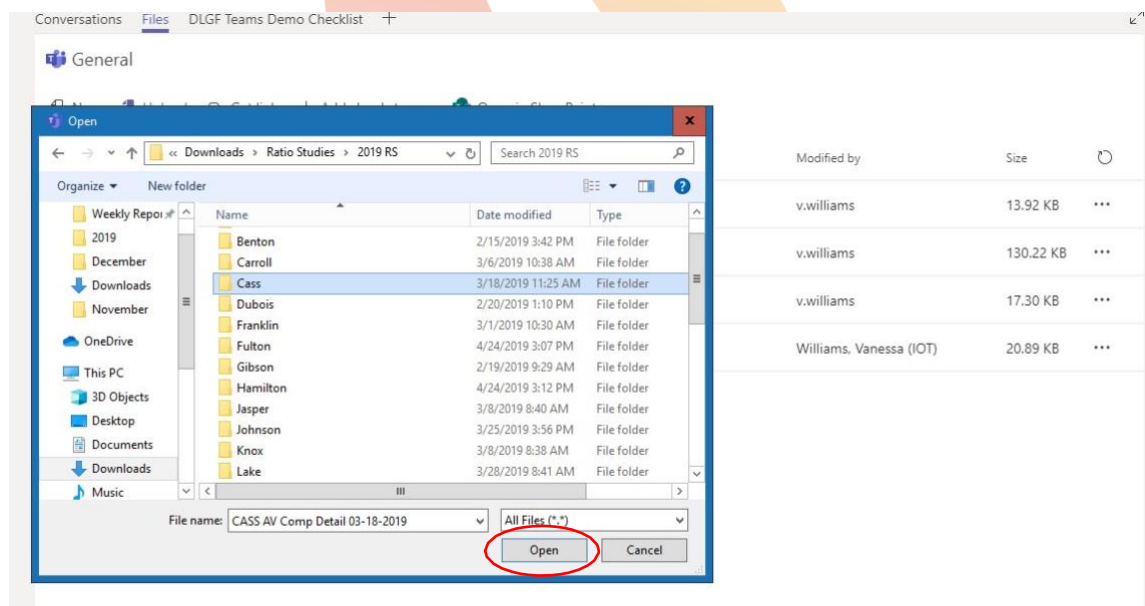 Conversations Files DLGF Teams Demo Checklist +
General
Open
« Downloads > Ratio Studies > 2019 RS Search 2019 RS
Organize New folder
Modified by Size
Name Date modified Type
Weekly Repor
2019
December
Downloads
November
OneDrive
This PC
3D Objects
Desktop
Documents
Downloads
Music
Benton 2/15/2019 3:42 PM File folder
Carroll 3/6/2019 10:38 AM File folder
Cass 3/18/2019 11:25 AM File folder
Dubois 2/20/2019 1:10 PM File folder
Franklin 3/1/2019 10:30 AM File folder
Fulton 4/24/2019 3:07 PM File folder
Gibson 2/19/2019 9:29 AM File folder
Hamilton 4/24/2019 3:12 PM File folder
Jasper 3/8/2019 8:40 AM File folder
Johnson 3/25/2019 3:56 PM File folder
Knox 3/8/2019 8:38 AM File folder
Lake 3/28/2019 8:41 AM File folder
File name: CASS AV Comp Detail 03-18-2019 All Files (*.*)
Open Cancel
v.williams 13.92 KB
v.williams 130.22 KB
v.williams 17.30 KB
Williams, Vanessa (IOT) 20.89 KB